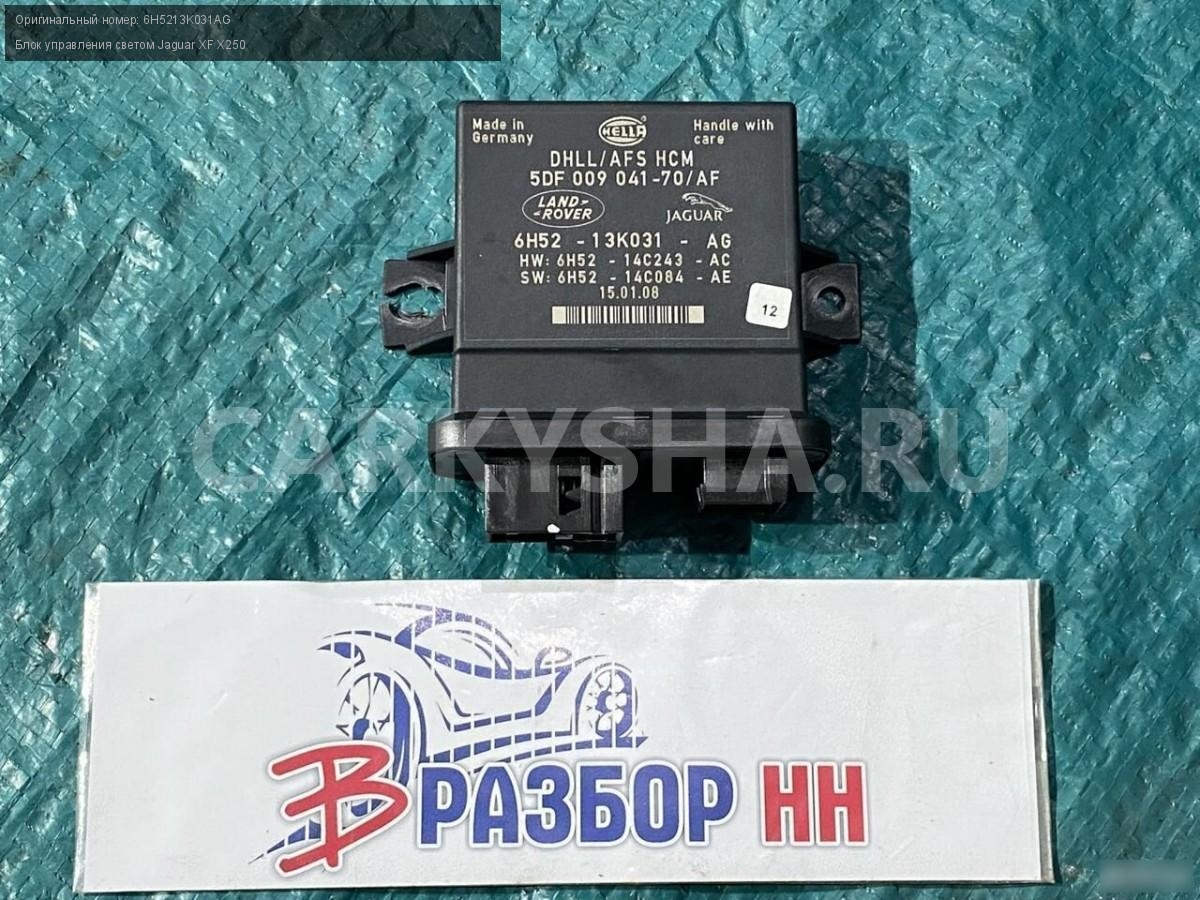 Оригинальный номер: 6H5213K031AG
Блок управления светом Jaguar XF X250
Made in
Germany
HELLA
Handle with
care
DHLL/AFS HCM
5DF 009 041-70/AF
LAND-
-ROVER
JAGUAR
6H52 - 13K031 - AG
HW: 6H52 - 14C243 - AC
SW: 6H52 - 14C084 - AE
15.01.08
12
CARKYSHA.RU
В РАЗБОР НН